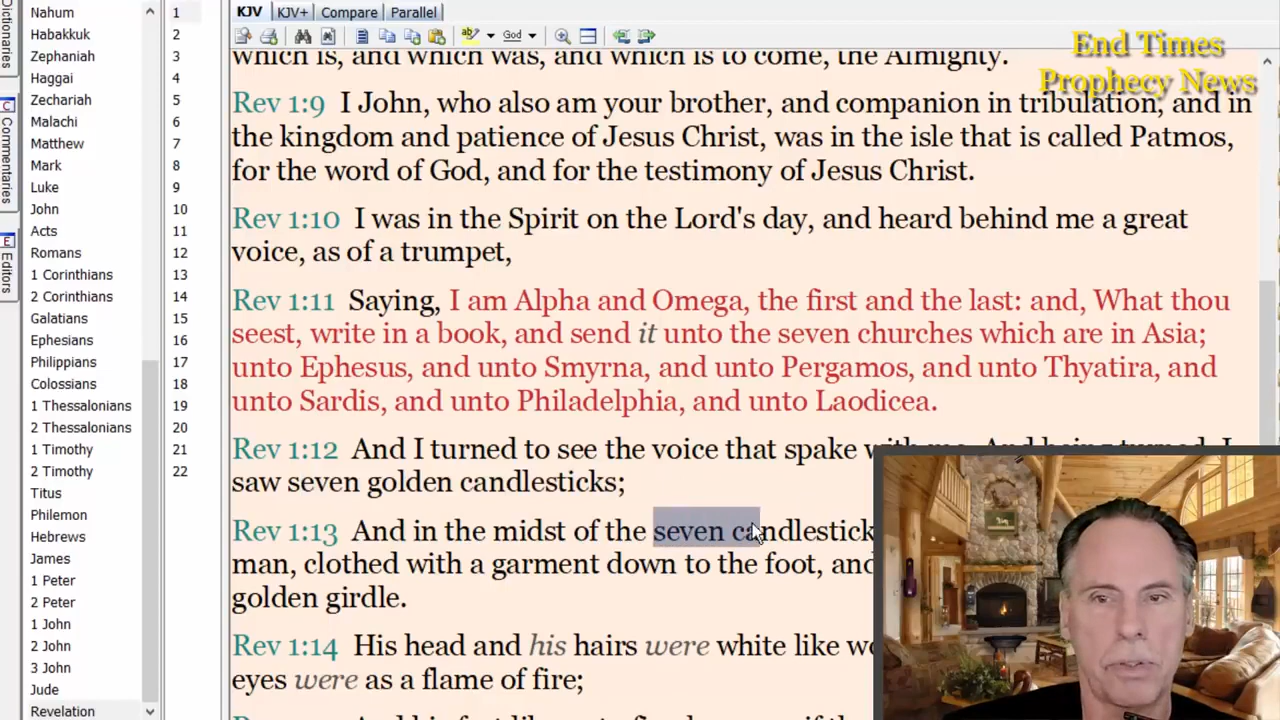 KJV KJV+ Compare Parallel
End Times
Prophecy News
Dictionaries
Commentaries
Editors
Nahum
Habakkuk
Zephaniah
Haggai
Zechariah
Malachi
Matthew
Mark
Luke
John
Acts
Romans
1 Corinthians
2 Corinthians
Galatians
Ephesians
Philippians
Colossians
1 Thessalonians
2 Thessalonians
1 Timothy
2 Timothy
Titus
Philemon
Hebrews
James
1 Peter
2 Peter
1 John
2 John
3 John
Jude
Revelation
1
2
3
4
5
6
7
8
9
10
11
12
13
14
15
16
17
18
19
20
21
22
God
which is, and which was, and which is to come, the Almighty.
Rev 1:9 I John, who also am your brother, and companion in tribulation, and in
the kingdom and patience of Jesus Christ, was in the isle that is called Patmos,
for the word of God, and for the testimony of Jesus Christ.
Rev 1:10 I was in the Spirit on the Lord's day, and heard behind me a great
voice, as of a trumpet,
Rev 1:11 Saying, I am Alpha and Omega, the first and the last: and, What thou
seest, write in a book, and send it unto the seven churches which are in Asia;
unto Ephesus, and unto Smyrna, and unto Pergamos, and unto Thyatira, and
unto Sardis, and unto Philadelphia, and unto Laodicea.
Rev 1:12 And I turned to see the voice that spake with me. And being turned, I
saw seven golden candlesticks;
Rev 1:13 And in the midst of the seven candlestick
man, clothed with a garment down to the foot, and
golden girdle.
Rev 1:14 His head and his hairs were white like
eyes were as a flame of fire;